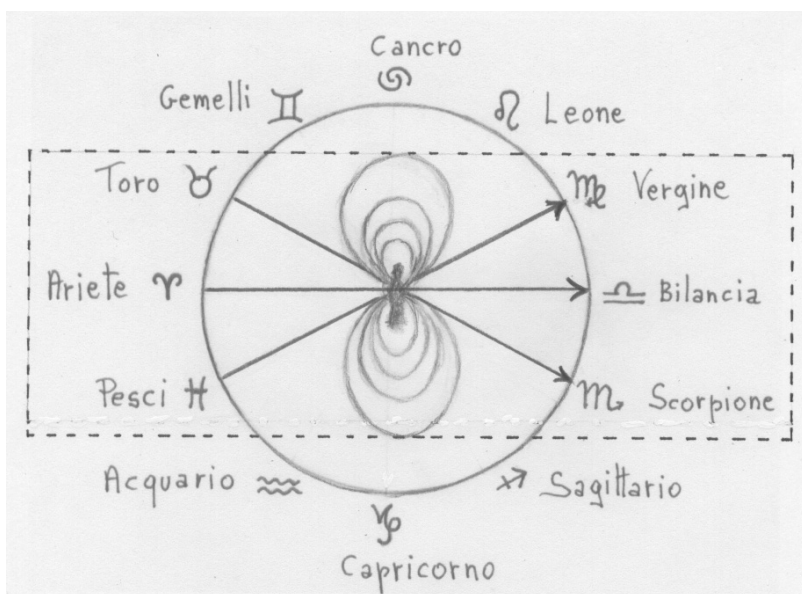 Cancro
Gemelli ♊ ♋ ♌ Leone
Toro ♉ ♍ Vergine
Ariete ♈ ♎ Bilancia
Pesci ♓ ♏ Scorpione
Acquario ♒ ♐ Sagittario
♑
Capricorno